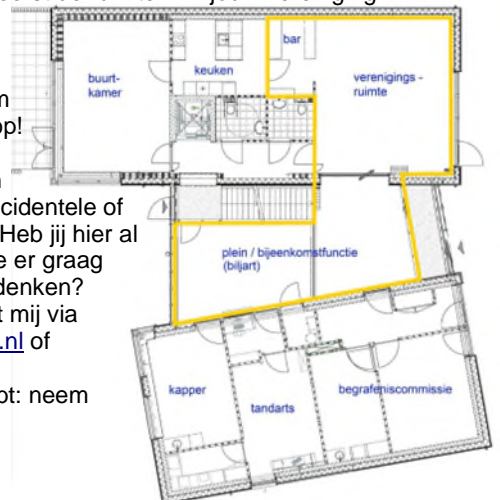 bar
keuken
buurt-
kamer
verenigings -
ruimte
op!
cidentele of
Heb jij hier al
e er graag
denken?
t mij via
.nl of
ot: neem
plein / bijeenkomstfunctie
(biljart)
kapper
tandarts
begrafeniscommissie